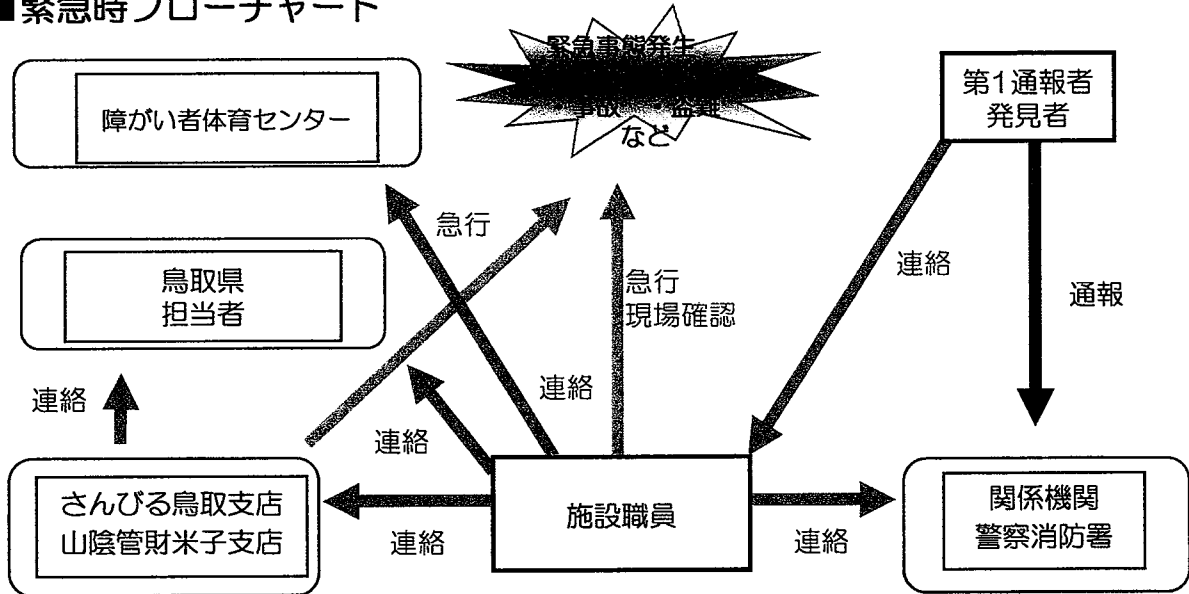 ■緊急時フローチャート
緊急事態発生
事故 盗難
など
障がい者体育センター
第1通報者
発見者
急行
鳥取県
担当者
急行
現場確認
連絡
通報
連絡
連絡
連絡
さんびる鳥取支店
山陰管財米子支店
連絡
施設職員
連絡
関係機関
警察消防署